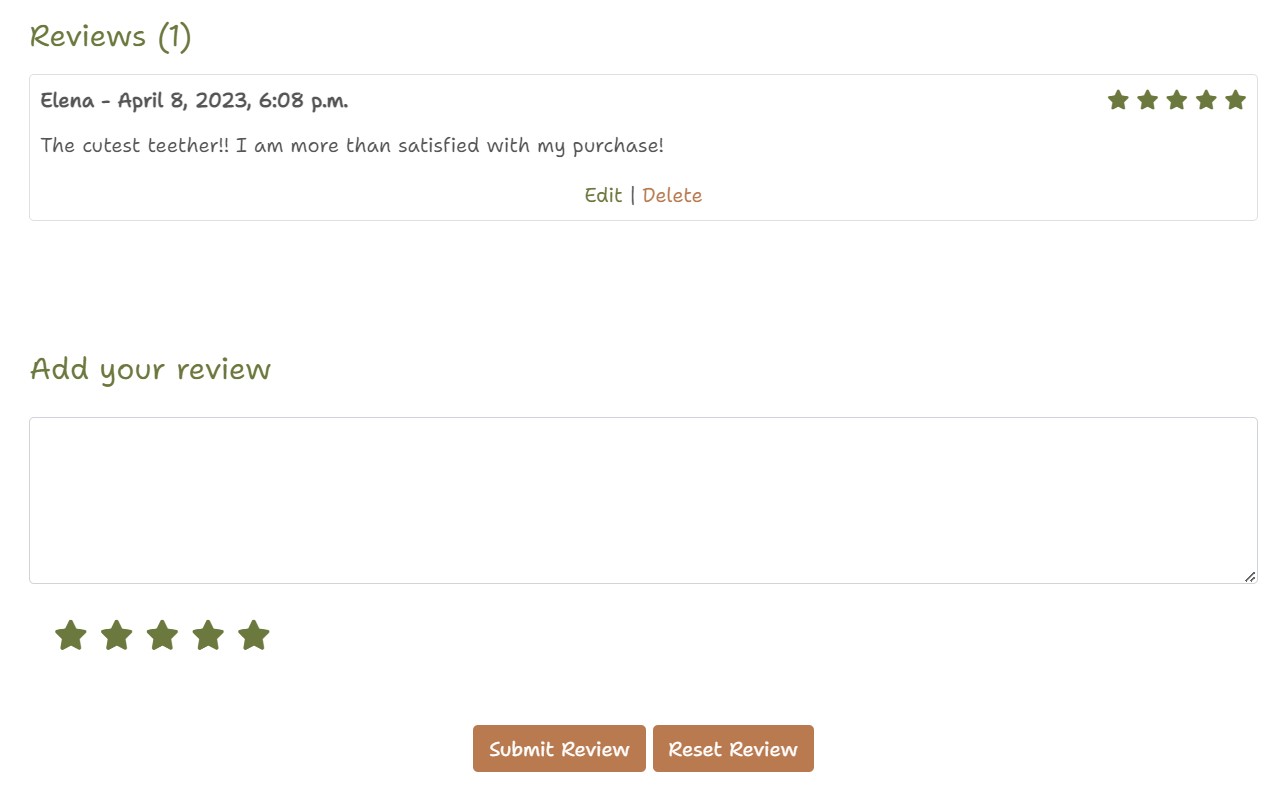 Reviews (1)
Elena - April 8, 2023, 6:08 p.m.
The cutest teether!! I am more than satisfied with my purchase!
Edit | Delete
Add your review
Submit Review Reset Review